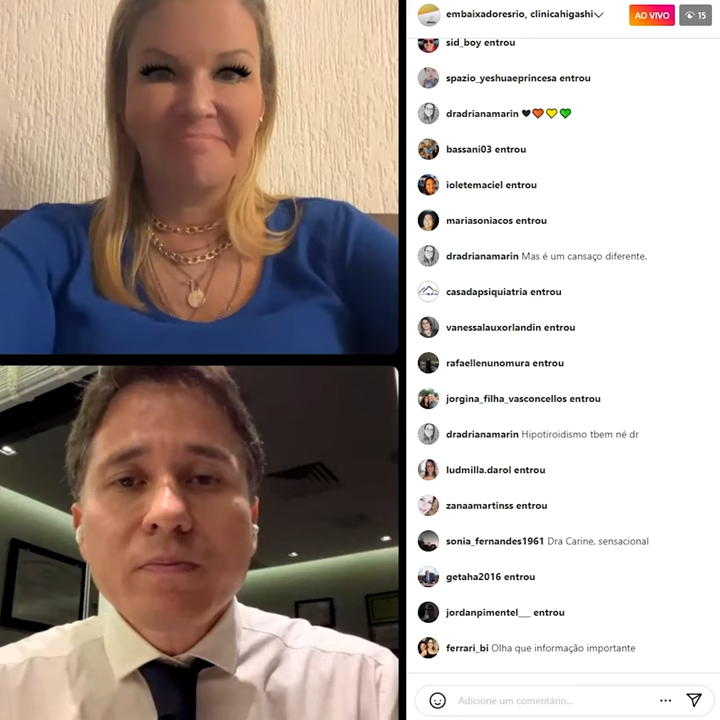 embaixadoresrio, clinicahigashi
AO VIVO
15
sid_boy entrou
spazio_yeshuaeprincesa entrou
dradrianamarin 🖤🧡💛💚
bassani03 entrou
ioletemaciel entrou
mariasoniacos entrou
dradrianamarin Mas é um cansaço diferente.
casadapsiquiatria entrou
vanessalauxorlandin entrou
rafaellenunomura entrou
jorgina_filha_vasconcellos entrou
dradrianamarin Hipotiroidismo tbem né dr
ludmilla.darol entrou
zanaamartinss entrou
sonia_fernandes1961 Dra Carine, sensacional
getaha2016 entrou
jordanpimentel___ entrou
ferrari_bi Olha que informação importante
Adicione um comentário...